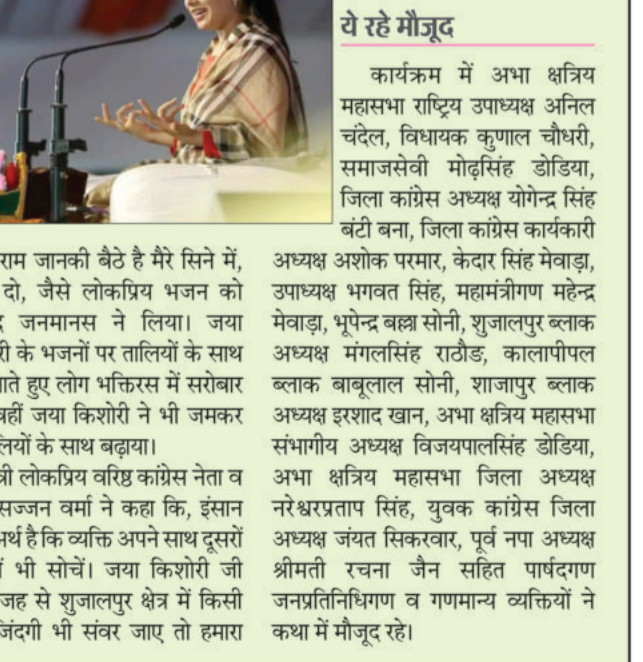 राम जानकी बैठे है मैरे सिने में,
दो, जैसे लोकप्रिय भजन को
जनमानस ने लिया। जया
री के भजनों पर तालियों के साथ
ाते हुए लोग भक्तिरस में सरोबार
वहीं जया किशोरी ने भी जमकर
लियों के साथ बढ़ाया।
त्री लोकप्रिय वरिष्ठ कांग्रेस नेता व
सज्जन वर्मा ने कहा कि, इंसान
अर्थ है कि व्यक्ति अपने साथ दूसरों
भी सोचें। जया किशोरी जी
जह से शुजालपुर क्षेत्र में किसी
जिंदगी भी संवर जाए तो हमारा
ये रहे मौजूद
कार्यक्रम में अभा क्षत्रिय
महासभा राष्ट्रिय उपाध्यक्ष अनिल
चंदेल, विधायक कुणाल चौधरी,
समाजसेवी मोढ़सिंह डोडिया,
जिला कांग्रेस अध्यक्ष योगेन्द्र सिंह
बंटी बना, जिला कांग्रेस कार्यकारी
अध्यक्ष अशोक परमार, केदार सिंह मेवाड़ा,
उपाध्यक्ष भगवत सिंह, महामंत्रीगण महेन्द्र
मेवाड़ा, भूपेन्द्र बल्ला सोनी, शुजालपुर ब्लाक
अध्यक्ष मंगलसिंह राठौड, कालापीपल
ब्लाक बाबूलाल सोनी, शाजापुर ब्लाक
अध्यक्ष इरशाद खान, अभा क्षत्रिय महासभा
संभागीय अध्यक्ष विजयपालसिंह डोडिया,
अभा क्षत्रिय महासभा जिला अध्यक्ष
नरेश्वरप्रताप सिंह, युवक कांग्रेस जिला
अध्यक्ष जंयत सिकरवार, पूर्व नपा अध्यक्ष
श्रीमती रचना जैन सहित पार्षदगण
जनप्रतिनिधिगण व गणमान्य व्यक्तियों ने
कथा में मौजूद रहे।